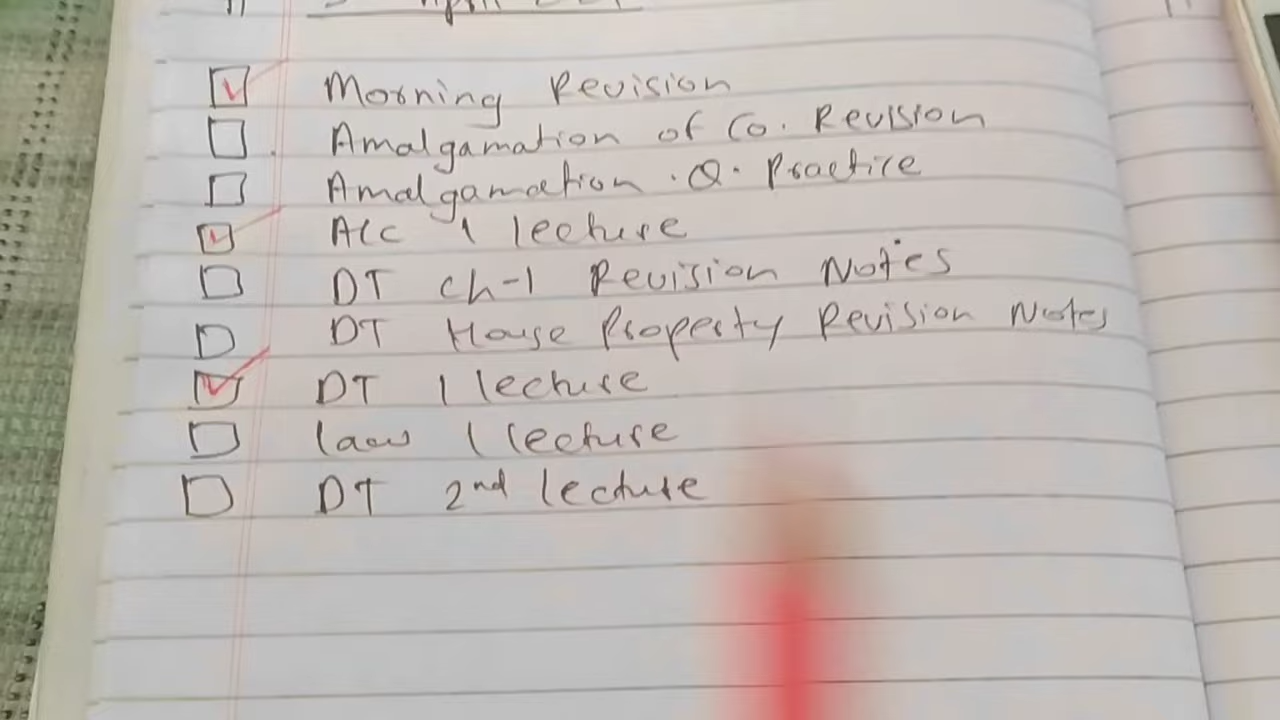 Morning Revision
Amalgamation of Co. Revision
Amalgamation . Q. Practice
A/c 1 lecture
DT ch-1 Revision Notes
DT House Property Revision Notes
DT 1 lecture
law 1 lecture
DT 2nd lecture